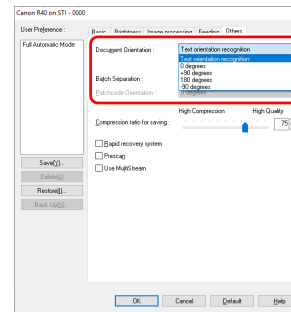 Canon R40 on STI - 0000
User Preference :
Full Automatic Mode
Basic Brightness Image processing Feeding Others
Document Orientation :
Text orientation recognition
Text orientation recognition
0 degrees
+90 degrees
180 degrees
-90 degrees
Batch Separation :
Patchcode Orientation :
0 degrees
High Compression High Quality
Compression ratio for saving :
75
Rapid recovery system
Prescan
Use MultiStream
Save(Y)...
Delete(J)
Restore(I)...
Back Up(K)...
OK Cancel Default Help